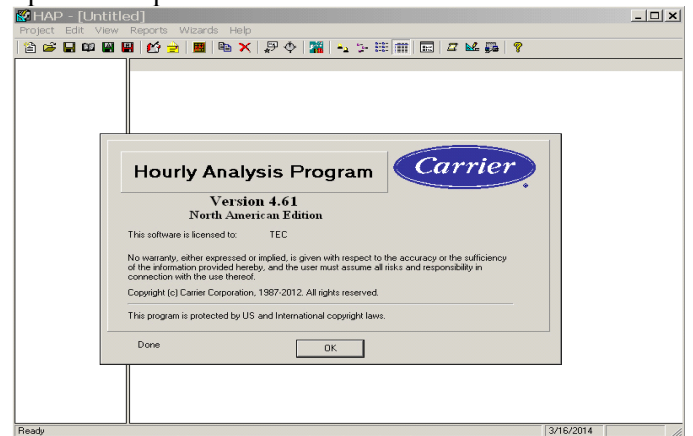 HAP - [Untitled]
Project Edit View Reports Wizards Help
Hourly Analysis Program
Carrier
Version 4.61
North American Edition
This software is licensed to: TEC
No warranty, either expressed or implied, is given with respect to the accuracy or the sufficiency
of the information provided hereby, and the user must assume all risks and responsibility in
connection with the use thereof.
Copyright (c) Carrier Corporation, 1987-2012. All rights reserved.
This program is protected by US and International copyright laws.
Done
OK
Ready
3/16/2014